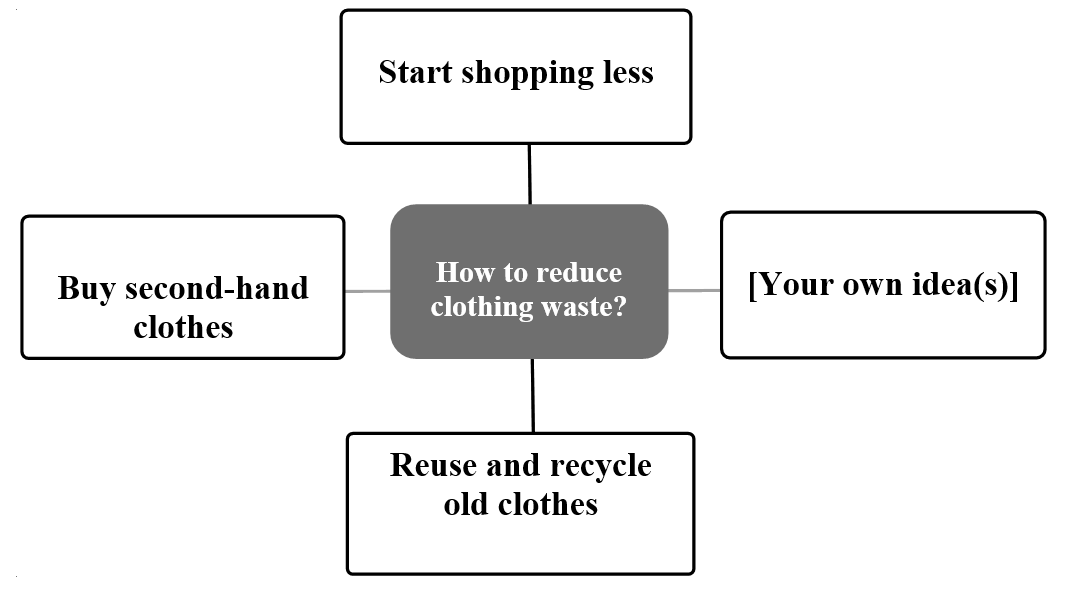 Start shopping less
Buy second-hand
clothes
How to reduce
clothing waste?
[Your own idea(s)]
Reuse and recycle
old clothes